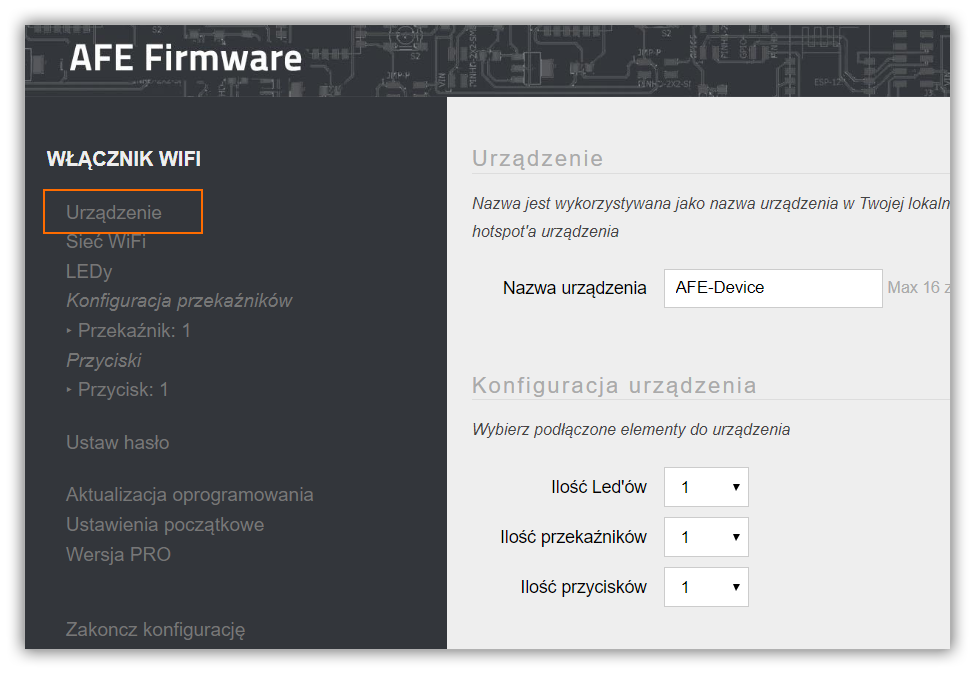 AFE Firmware
WŁĄCZNIK WIFI
Urządzenie
Sieć WiFi
LEDy
Konfiguracja przekaźników
‣ Przekaźnik: 1
Przyciski
‣ Przycisk: 1
Ustaw hasło
Aktualizacja oprogramowania
Ustawienia początkowe
Wersja PRO
Zakoncz konfigurację
Urządzenie
Nazwa jest wykorzystywana jako nazwa urządzenia w Twojej lokaln
hotspot'a urządzenia
Nazwa urządzenia AFE-Device Max 16 z
Konfiguracja urządzenia
Wybierz podłączone elementy do urządzenia
Ilość Led'ów 1
Ilość przekaźników 1
Ilość przycisków 1